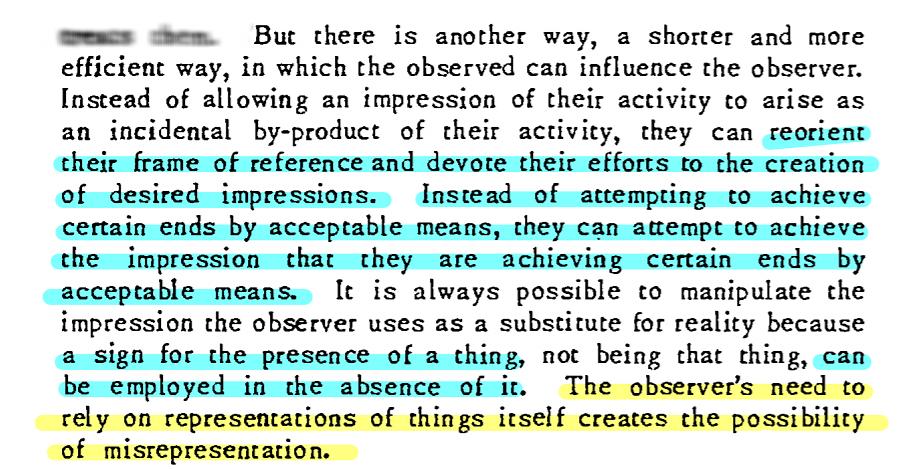 But there is another way, a shorter and more
efficient way, in which the observed can influence the observer.
Instead of allowing an impression of their activity to arise as
an incidental by-product of their activity, they can reorient
their frame of reference and devote their efforts to the creation
of desired impressions. Instead of attempting to achieve
certain ends by acceptable means, they can attempt to achieve
the impression that they are achieving certain ends by
acceptable means. It is always possible to manipulate the
impression the observer uses as a substitute for reality because
a sign for the presence of a thing, not being that thing, can
be employed in the absence of it. The observer's need to
rely on representations of things itself creates the possibility
of misrepresentation.